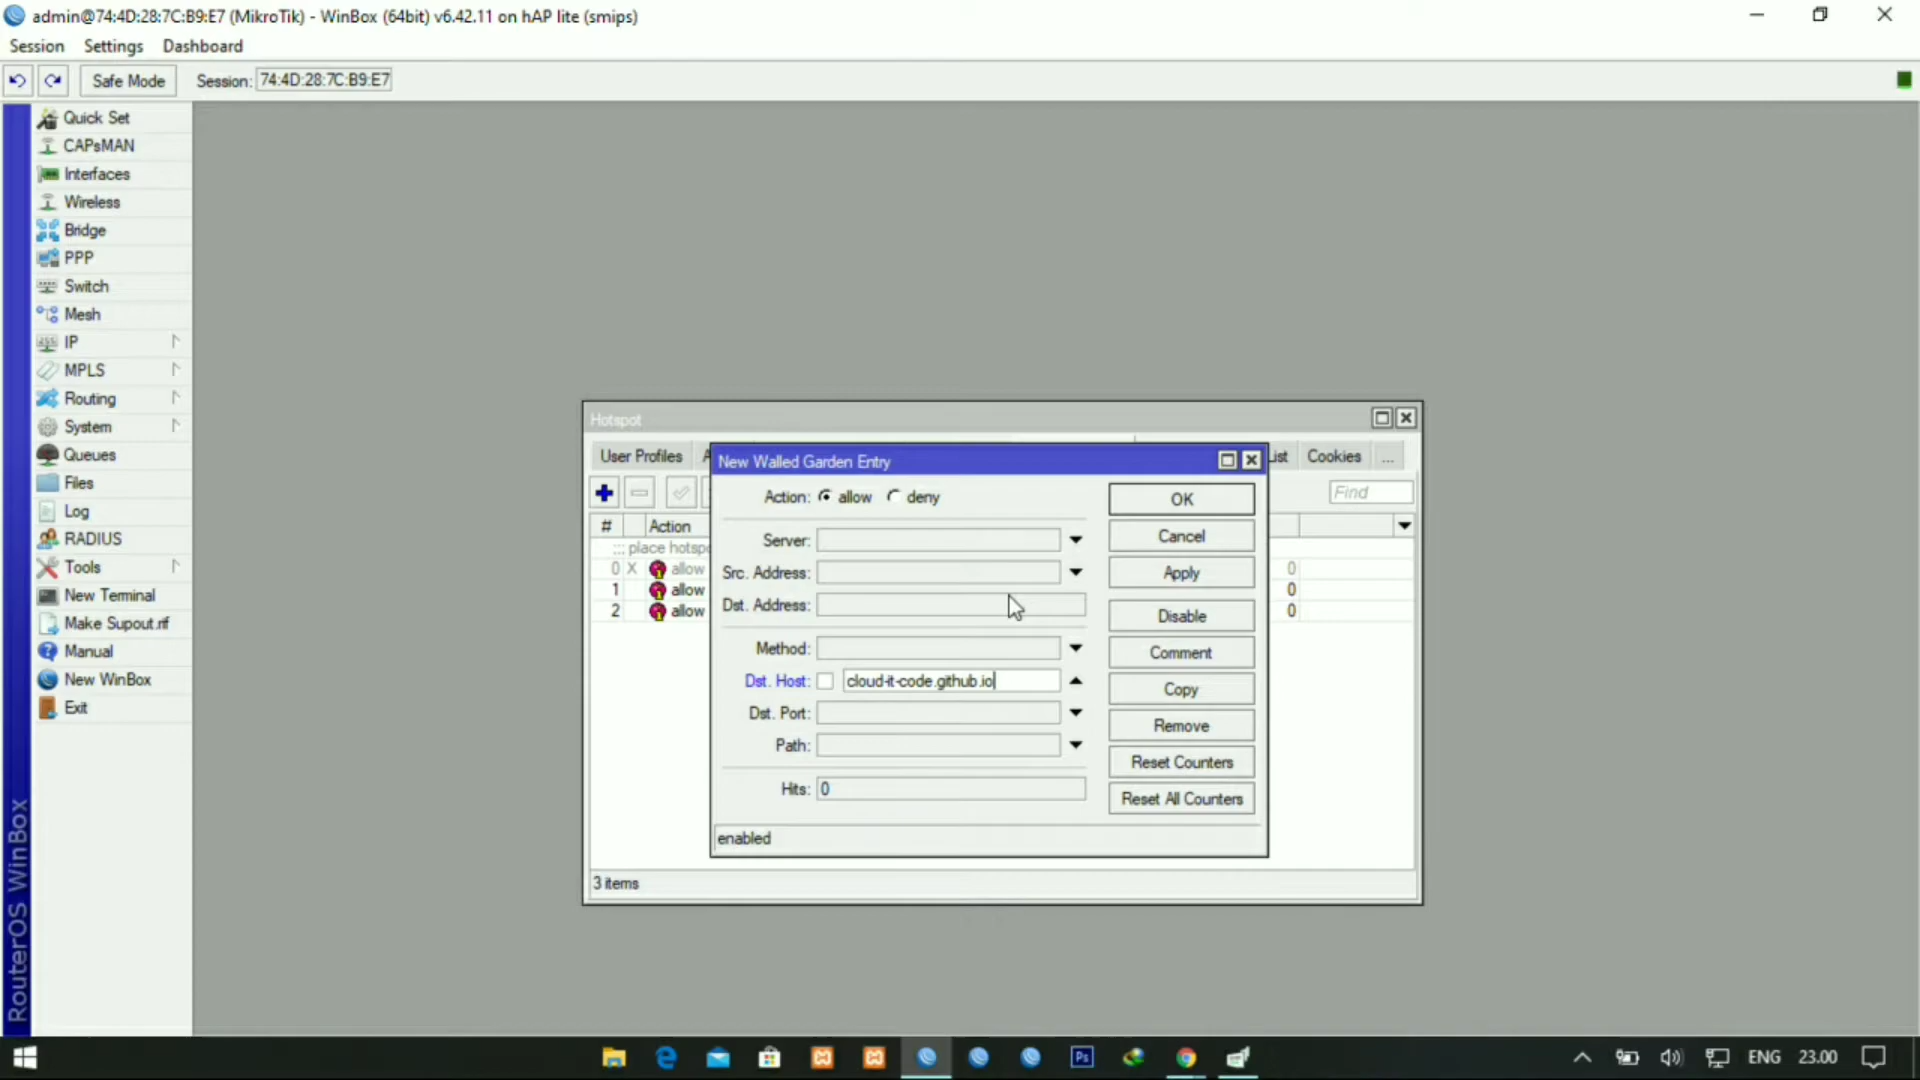 admin@74:4D:28:7C:B9:E7 (MikroTik) - WinBox (64bit) v6.42.11 on hAP lite (smips)
Session Settings Dashboard
Safe Mode Session: 74:4D:28:7C:B9:E7
Quick Set
CAPsMAN
Interfaces
Wireless
Bridge
PPP
Switch
Mesh
IP
MPLS
Routing
System
Queues
Files
Log
RADIUS
Tools
New Terminal
Make Supout.rif
Manual
New WinBox
Exit
RouterOS WinBox
Hotspot
User Profiles Cookies ...
Find
# Action
::: place hotsp
0 X allow 0
1 allow 0
2 allow 0
3 items
New Walled Garden Entry
Action: allow deny
Server:
Src. Address:
Dst. Address:
Method:
Dst. Host: cloud-it-code.github.io
Dst. Port:
Path:
Hits: 0
enabled
OK
Cancel
Apply
Disable
Comment
Copy
Remove
Reset Counters
Reset All Counters
Ps
ENG 23.00